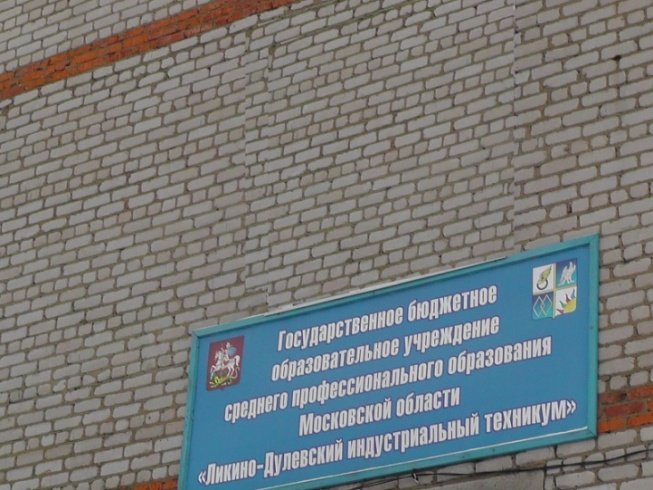 Государственное бюджетное
образовательное учреждение
среднего профессионального образования
Московской области
«Ликино-Дулевский индустриальный техникум»